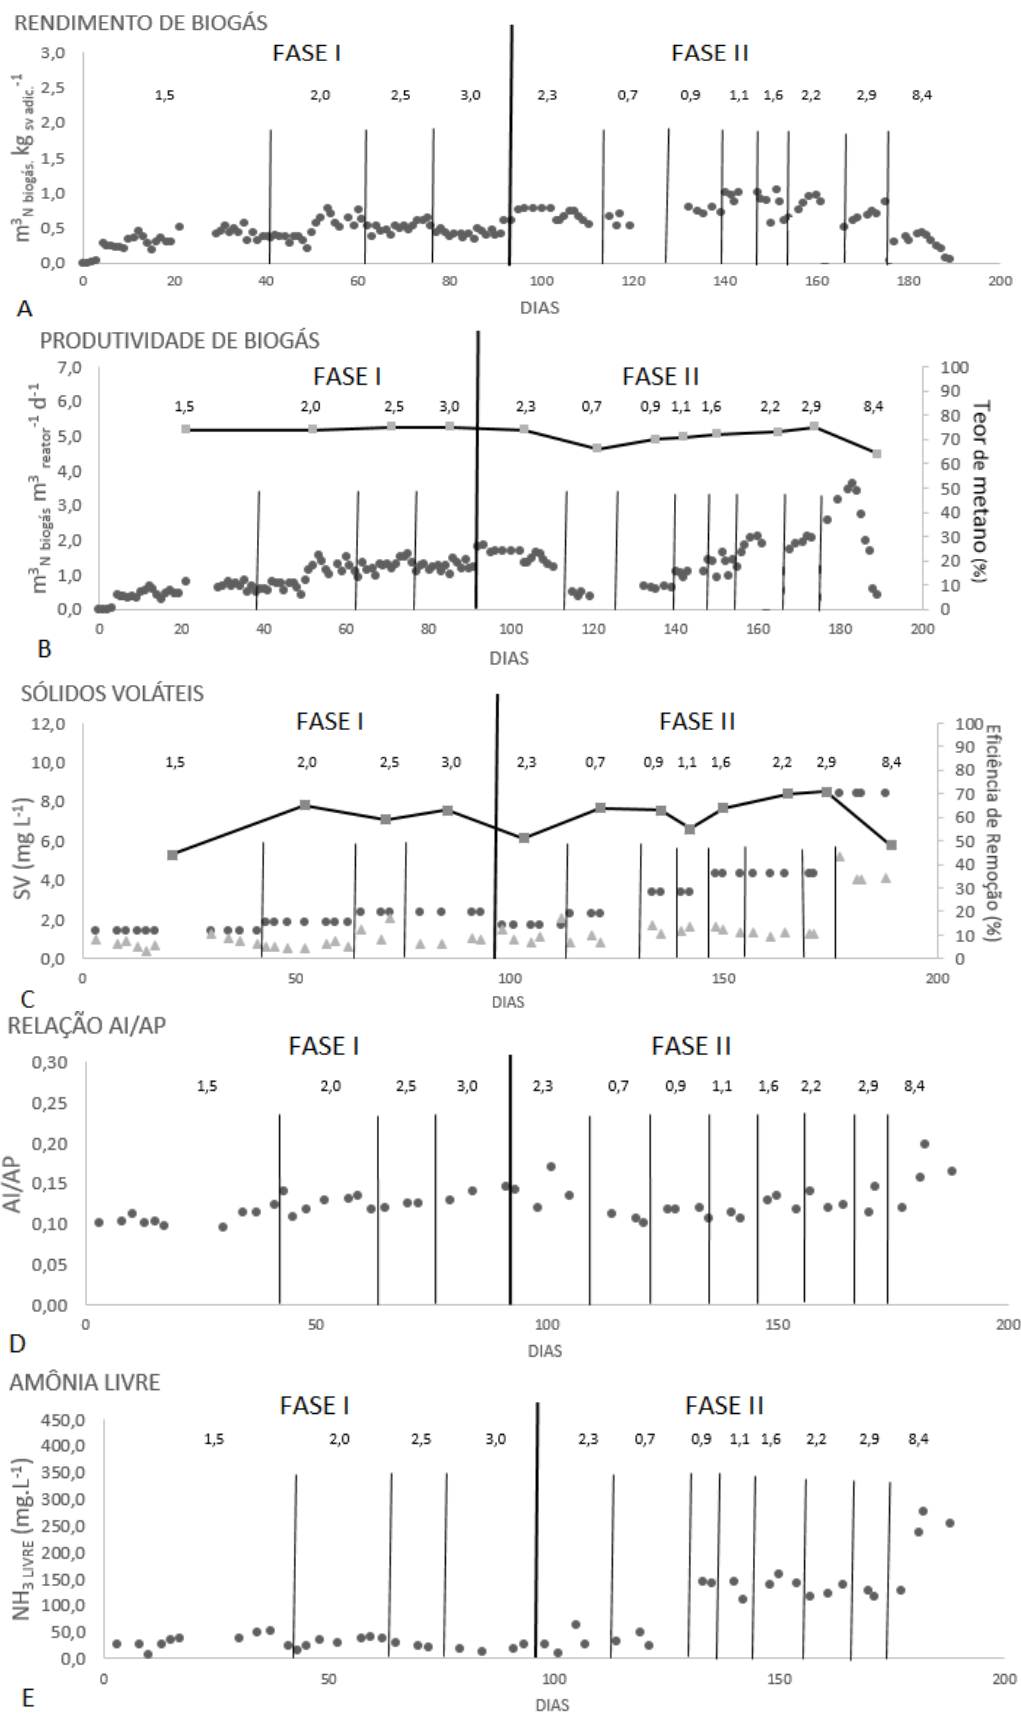 RENDIMENTO DE BIOGÁS
FASE I
FASE II
3,0
2,5
2,0
1,5
1,0
0,5
0,0
m³ N biogás. kg sv adic.⁻¹
1,5 2,0 2,5 3,0 2,3 0,7 0,9 1,1 1,6 2,2 2,9 8,4
0 20 40 60 80 100 120 140 160 180 200
DIAS
A
PRODUTIVIDADE DE BIOGÁS
FASE I
FASE II
7,0
6,0
5,0
4,0
3,0
2,0
1,0
0,0
m³ N biogás m³ reator⁻¹ d⁻¹
1,5 2,0 2,5 3,0 2,3 0,7 0,9 1,1 1,6 2,2 2,9 8,4
100
90
80
70
60
50
40
30
20
10
0
Teor de metano (%)
0 20 40 60 80 100 120 140 160 180 200
DIAS
B
SÓLIDOS VOLÁTEIS
FASE I
FASE II
12,0
10,0
8,0
6,0
4,0
2,0
0,0
SV (mg L⁻¹)
1,5 2,0 2,5 3,0 2,3 0,7 0,9 1,1 1,6 2,2 2,9 8,4
100
90
80
70
60
50
40
30
20
10
0
Eficiência de Remoção (%)
0 50 100 150 200
DIAS
C
RELAÇÃO AI/AP
FASE I
FASE II
0,30
0,25
0,20
0,15
0,10
0,05
0,00
AI/AP
1,5 2,0 2,5 3,0 2,3 0,7 0,9 1,1 1,6 2,2 2,9 8,4
0 50 100 150 200
DIAS
D
AMÔNIA LIVRE
FASE I
FASE II
450,0
400,0
350,0
300,0
250,0
200,0
150,0
100,0
50,0
0,0
NH₃ LIVRE (mg.L⁻¹)
1,5 2,0 2,5 3,0 2,3 0,7 0,9 1,1 1,6 2,2 2,9 8,4
0 50 100 150 200
DIAS
E